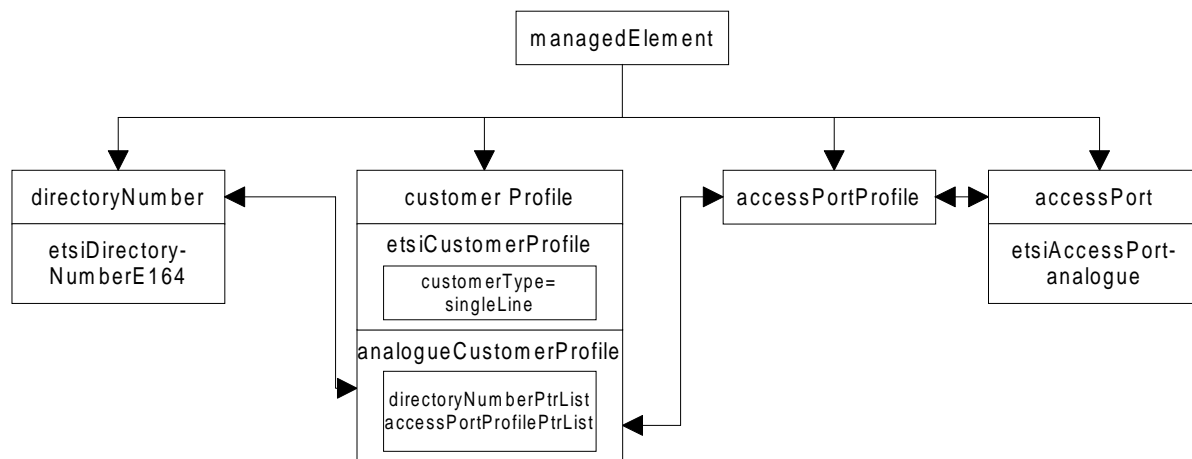 managedElement
directoryNumber
etsiDirectory-
NumberE164
customer Profile
etsiCustomerProfile
customerType=
singleLine
analogueCustomerProfile
directoryNumberPtrList
accessPortProfilePtrList
accessPortProfile
accessPort
etsiAccessPort-
analogue